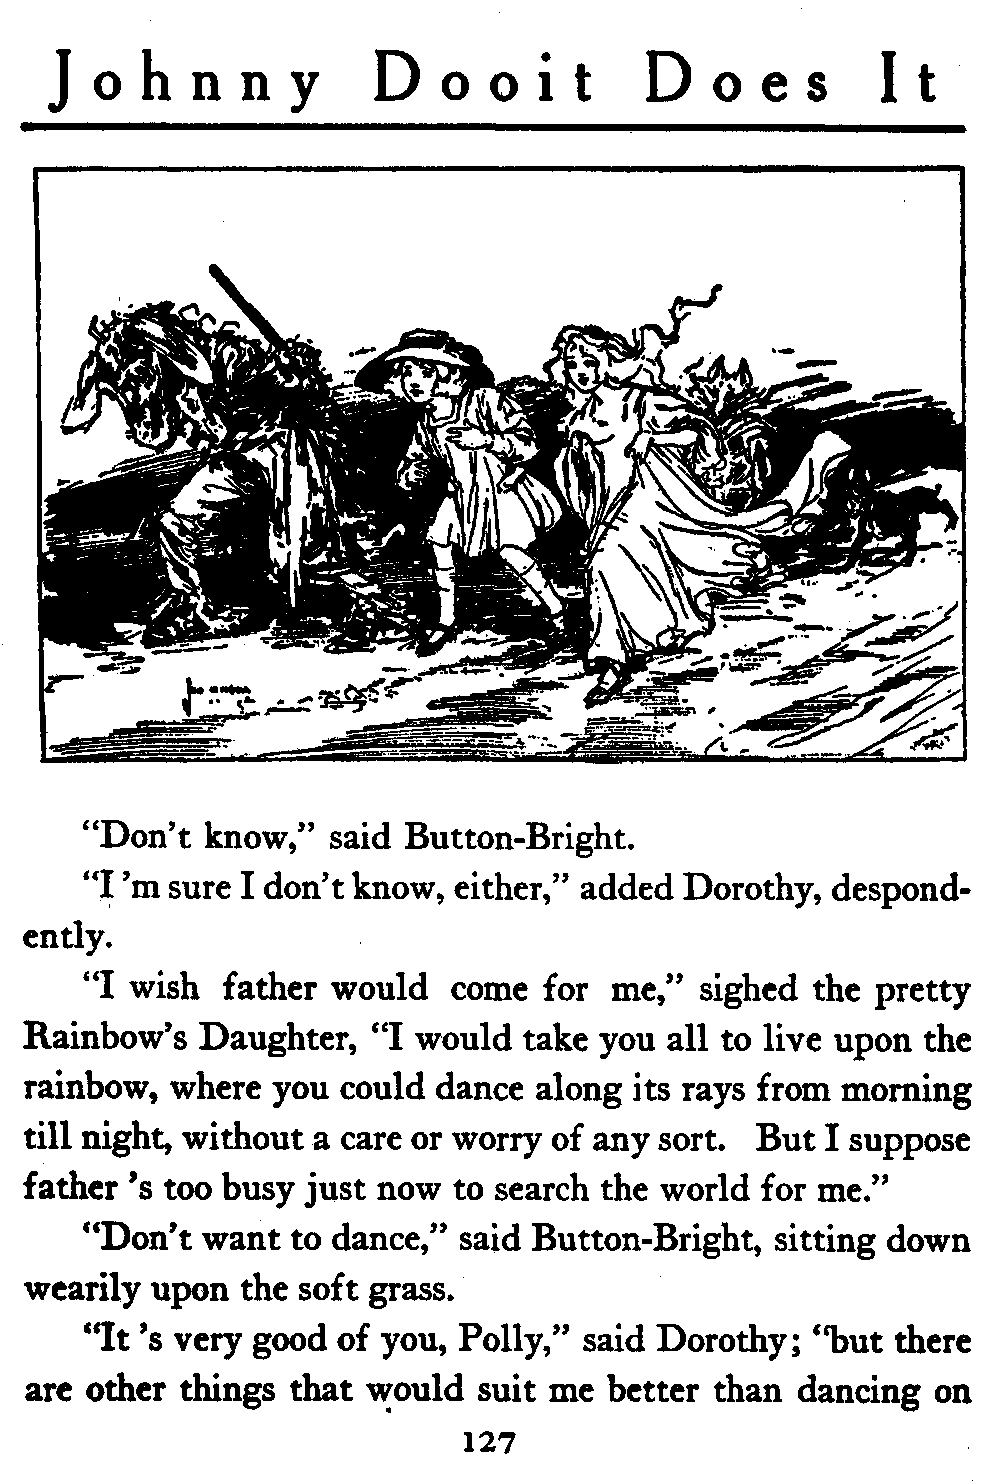 Johnny Dooit Does It
“Don’t know,” said Button-Bright.
“I ’m sure I don’t know, either,” added Dorothy, despond-
ently.
“I wish father would come for me,” sighed the pretty
Rainbow’s Daughter, “I would take you all to live upon the
rainbow, where you could dance along its rays from morning
till night, without a care or worry of any sort. But I suppose
father ’s too busy just now to search the world for me.”
“Don’t want to dance,” said Button-Bright, sitting down
wearily upon the soft grass.
“It ’s very good of you, Polly,” said Dorothy; “but there
are other things that would suit me better than dancing on
127